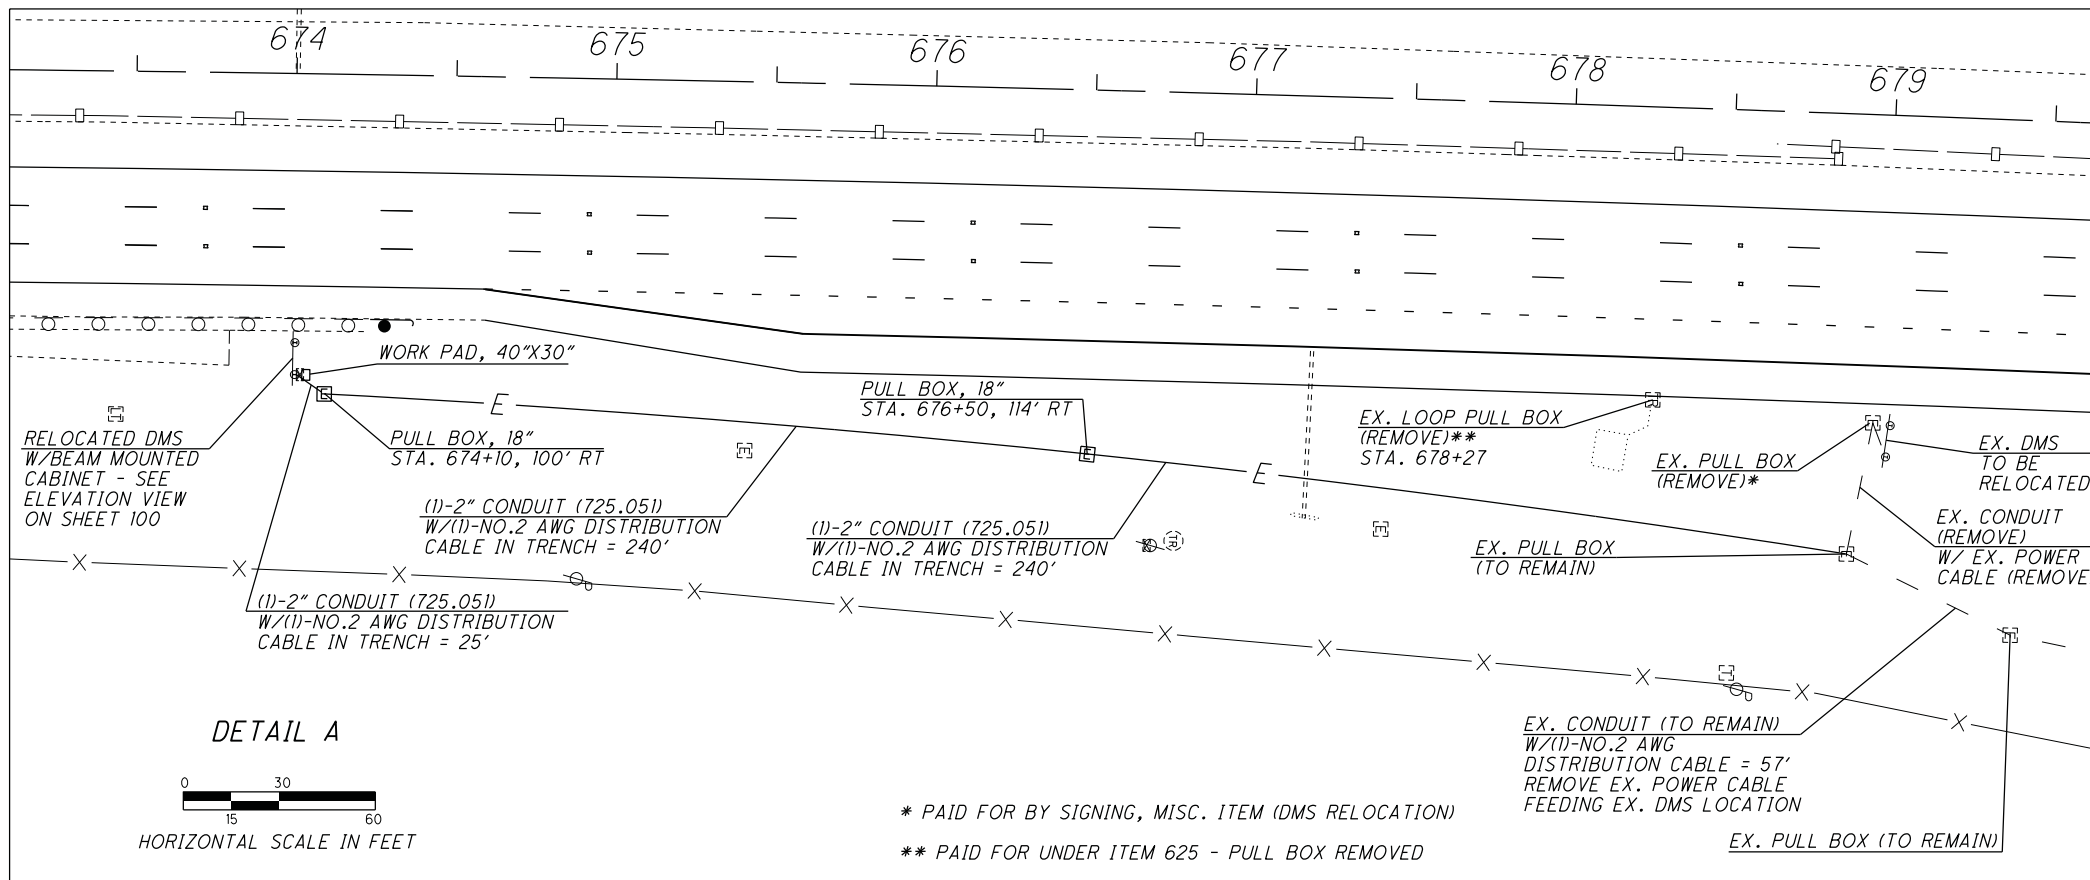 674
675
676
677
678
679
WORK PAD, 40"X30"
PULL BOX, 18"
STA. 676+50, 114' RT
EX. LOOP PULL BOX
(REMOVE)**
STA. 678+27
EX. PULL BOX
(REMOVE)*
EX. DMS
TO BE
RELOCATED
RELOCATED DMS
W/BEAM MOUNTED
CABINET - SEE
ELEVATION VIEW
ON SHEET 100
PULL BOX, 18"
STA. 674+10, 100' RT
E
E
(1)-2" CONDUIT (725.051)
W/(1)-NO.2 AWG DISTRIBUTION
CABLE IN TRENCH = 240'
(1)-2" CONDUIT (725.051)
W/(1)-NO.2 AWG DISTRIBUTION
CABLE IN TRENCH = 240'
TR
EX. PULL BOX
(TO REMAIN)
EX. CONDUIT
(REMOVE)
W/ EX. POWER
CABLE (REMOVE
(1)-2" CONDUIT (725.051)
W/(1)-NO.2 AWG DISTRIBUTION
CABLE IN TRENCH = 25'
EX. CONDUIT (TO REMAIN)
W/(1)-NO.2 AWG
DISTRIBUTION CABLE = 57'
REMOVE EX. POWER CABLE
FEEDING EX. DMS LOCATION
EX. PULL BOX (TO REMAIN)
DETAIL A
0 30
15 60
HORIZONTAL SCALE IN FEET
* PAID FOR BY SIGNING, MISC. ITEM (DMS RELOCATION)
** PAID FOR UNDER ITEM 625 - PULL BOX REMOVED